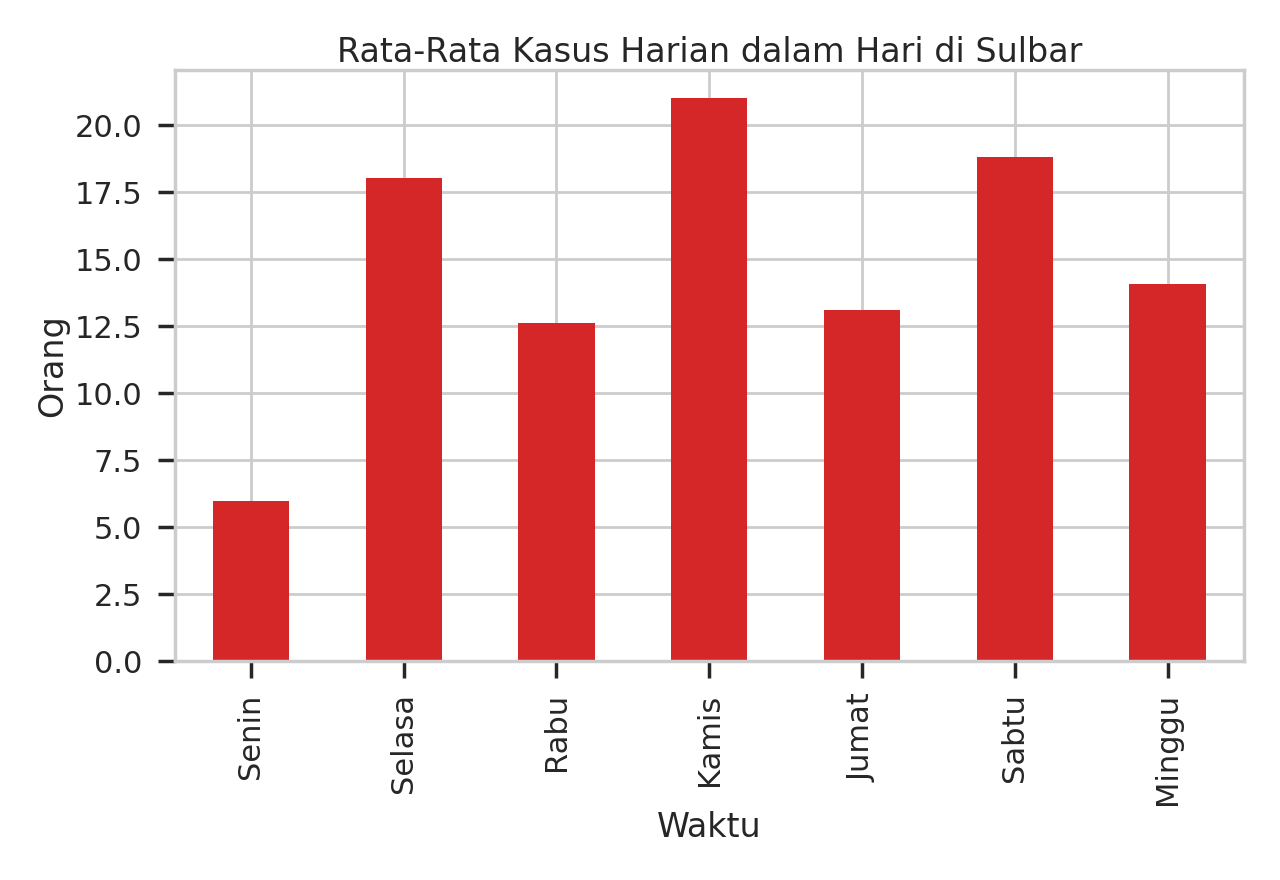 Rata-Rata Kasus Harian dalam Hari di Sulbar
Orang
20.0
17.5
15.0
12.5
10.0
7.5
5.0
2.5
0.0
Senin
Selasa
Rabu
Kamis
Jumat
Sabtu
Minggu
Waktu